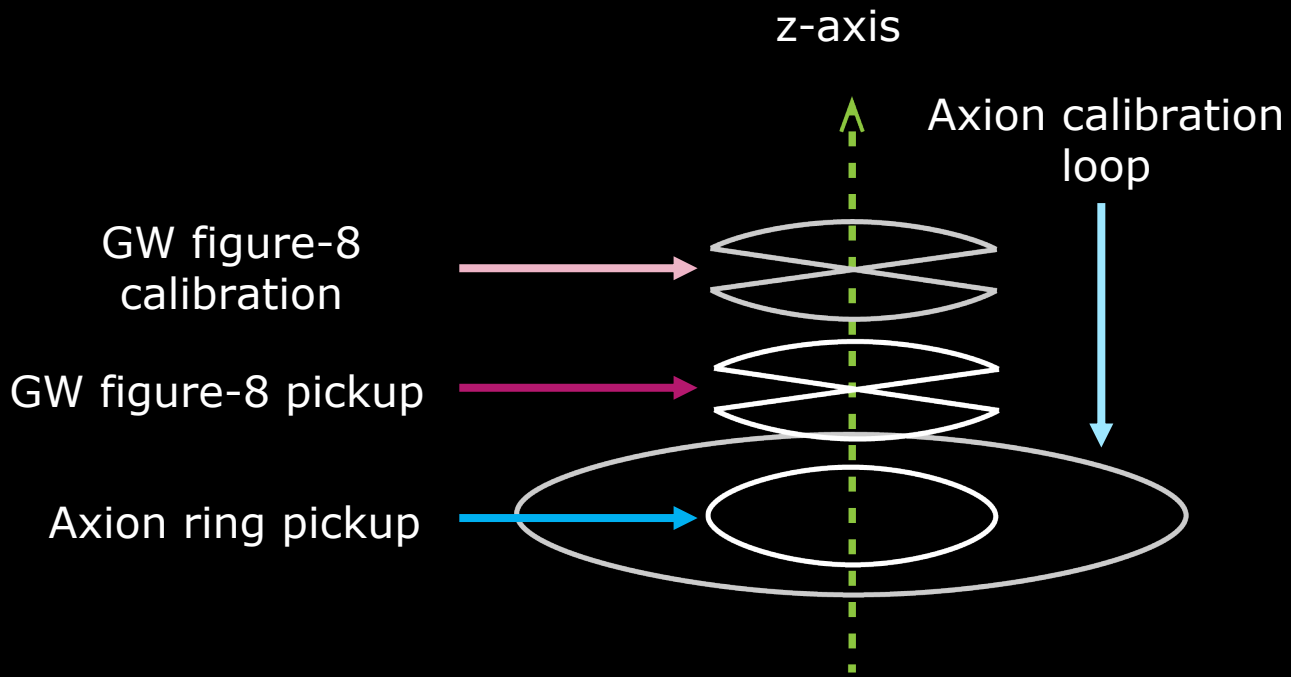 z-axis
Axion calibration
loop
GW figure-8
calibration
GW figure-8 pickup
Axion ring pickup